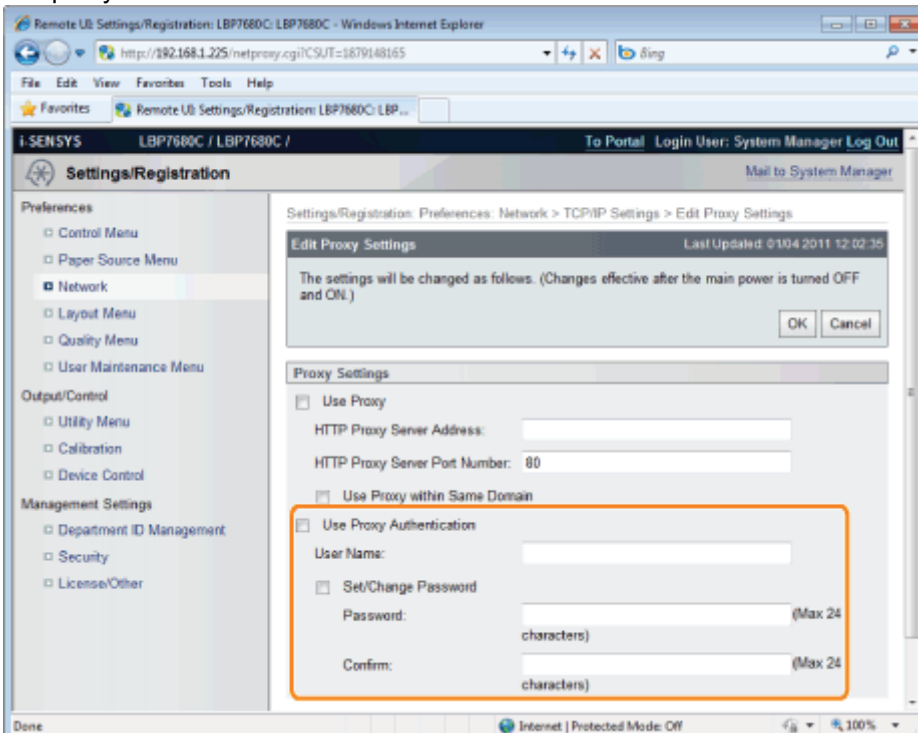 Remote UI: Settings/Registration: LBP7680C: LBP7680C - Windows Internet Explorer
http://192.168.1.225/netproxy.cgi?CSUT=1879148165
Bing
File Edit View Favorites Tools Help
Favorites Remote UI: Settings/Registration: LBP7680C: LBP...
i-SENSYS LBP7680C / LBP7680C / To Portal Login User: System Manager Log Out
Settings/Registration Mail to System Manager
Preferences
Control Menu
Paper Source Menu
Network
Layout Menu
Quality Menu
User Maintenance Menu
Output/Control
Utility Menu
Calibration
Device Control
Management Settings
Department ID Management
Security
License/Other
Settings/Registration: Preferences: Network > TCP/IP Settings > Edit Proxy Settings
Edit Proxy Settings Last Updated: 01/04 2011 12:02:35
The settings will be changed as follows. (Changes effective after the main power is turned OFF
and ON.)
OK Cancel
Proxy Settings
Use Proxy
HTTP Proxy Server Address:
HTTP Proxy Server Port Number: 80
Use Proxy within Same Domain
Use Proxy Authentication
User Name:
Set/Change Password
Password: (Max 24
characters)
Confirm: (Max 24
characters)
Done Internet | Protected Mode: Off 100%